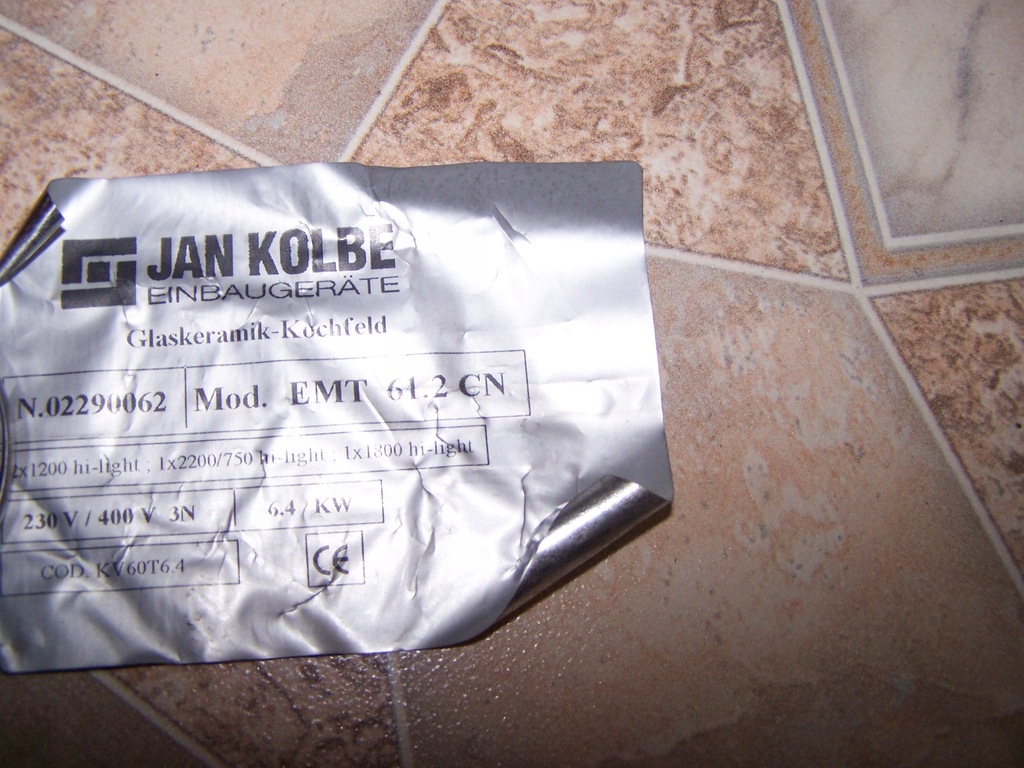 JAN KOLBE
EINBAUGERÄTE
Glaskeramik-Kochfeld
N.02290062 Mod. EMT 61.2 CN
x1200 hi-light ; 1x2200/750 hi-light ; 1x1800 hi-light
230 V / 400 V 3N 6.4 / KW
COD. KV60T6.4 CE